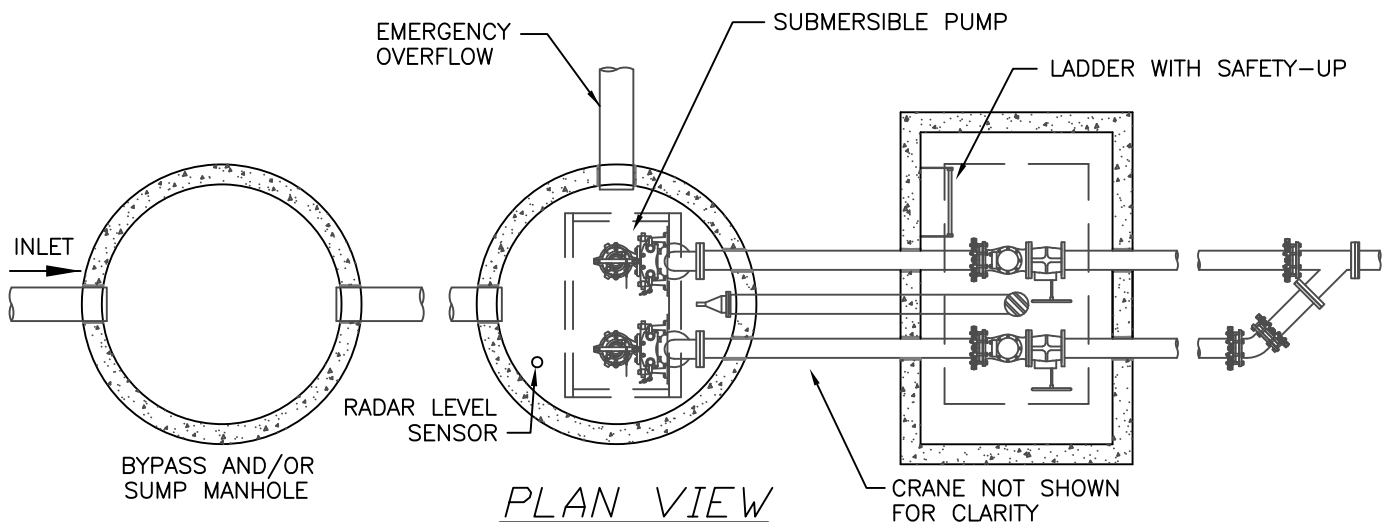 EMERGENCY
OVERFLOW
SUBMERSIBLE PUMP
LADDER WITH SAFETY-UP
INLET
RADAR LEVEL
SENSOR
BYPASS AND/OR
SUMP MANHOLE
PLAN VIEW
CRANE NOT SHOWN
FOR CLARITY